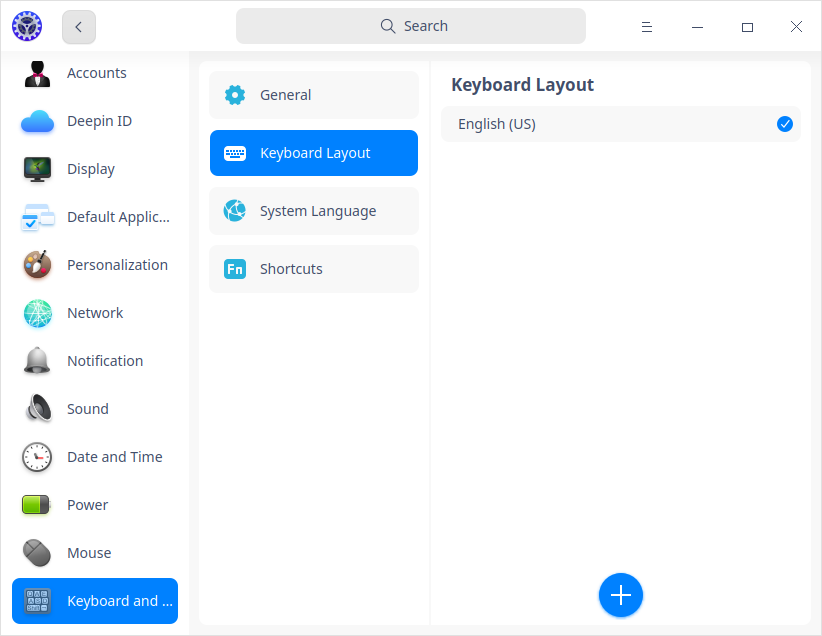 Search
Accounts
Deepin ID
Display
Default Applic...
Personalization
Network
Notification
Sound
Date and Time
Power
Mouse
Keyboard and ...
General
Keyboard Layout
System Language
Fn
Shortcuts
Keyboard Layout
English (US)